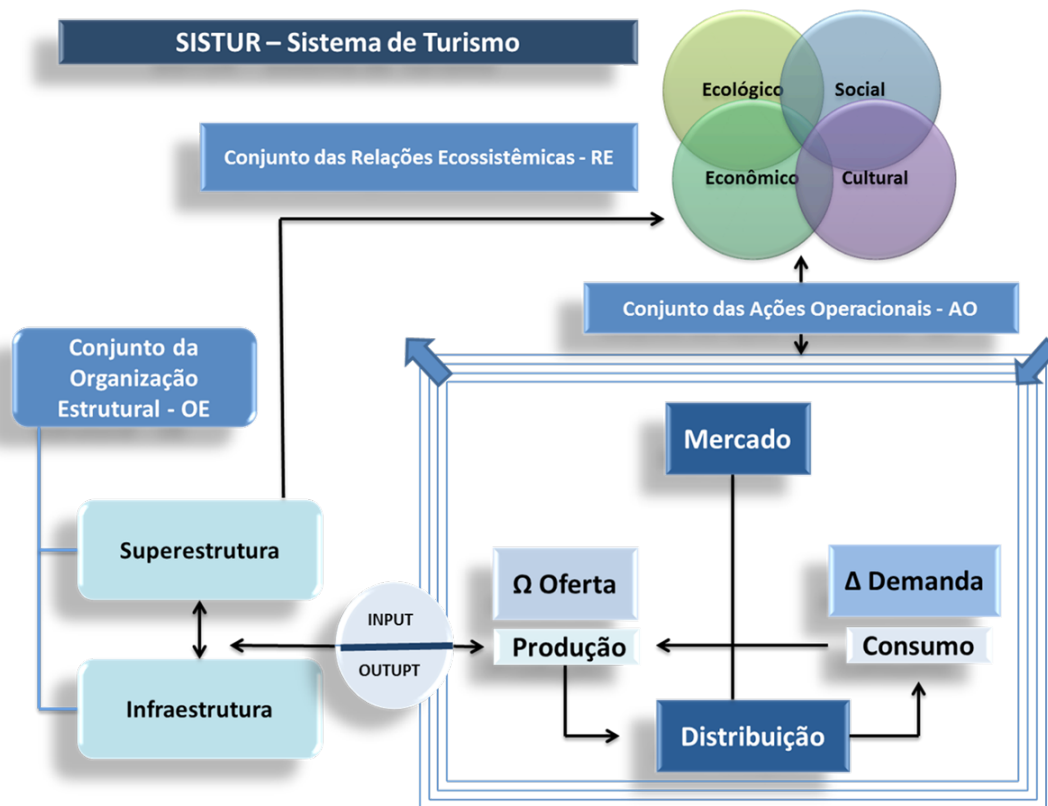 SISTUR – Sistema de Turismo
Ecológico
Social
Conjunto das Relações Ecossistêmicas - RE
Econômico
Cultural
Conjunto das Ações Operacionais - AO
Conjunto da
Organização
Estrutural - OE
Mercado
Superestrutura
Ω Oferta
Δ Demanda
INPUT
Produção
Consumo
OUTUPT
Infraestrutura
Distribuição